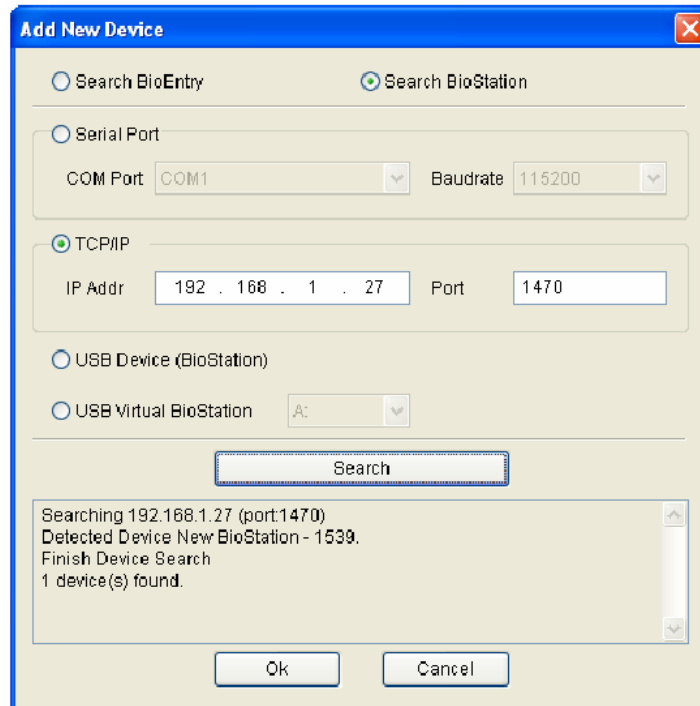 Add New Device
Search BioEntry Search BioStation
Serial Port
COM Port COM1 Baudrate 115200
TCP/IP
IP Addr 192 . 168 . 1 . 27 Port 1470
USB Device (BioStation)
USB Virtual BioStation A:
Search
Searching 192.168.1.27 (port:1470)
Detected Device New BioStation - 1539.
Finish Device Search
1 device(s) found.
Ok Cancel